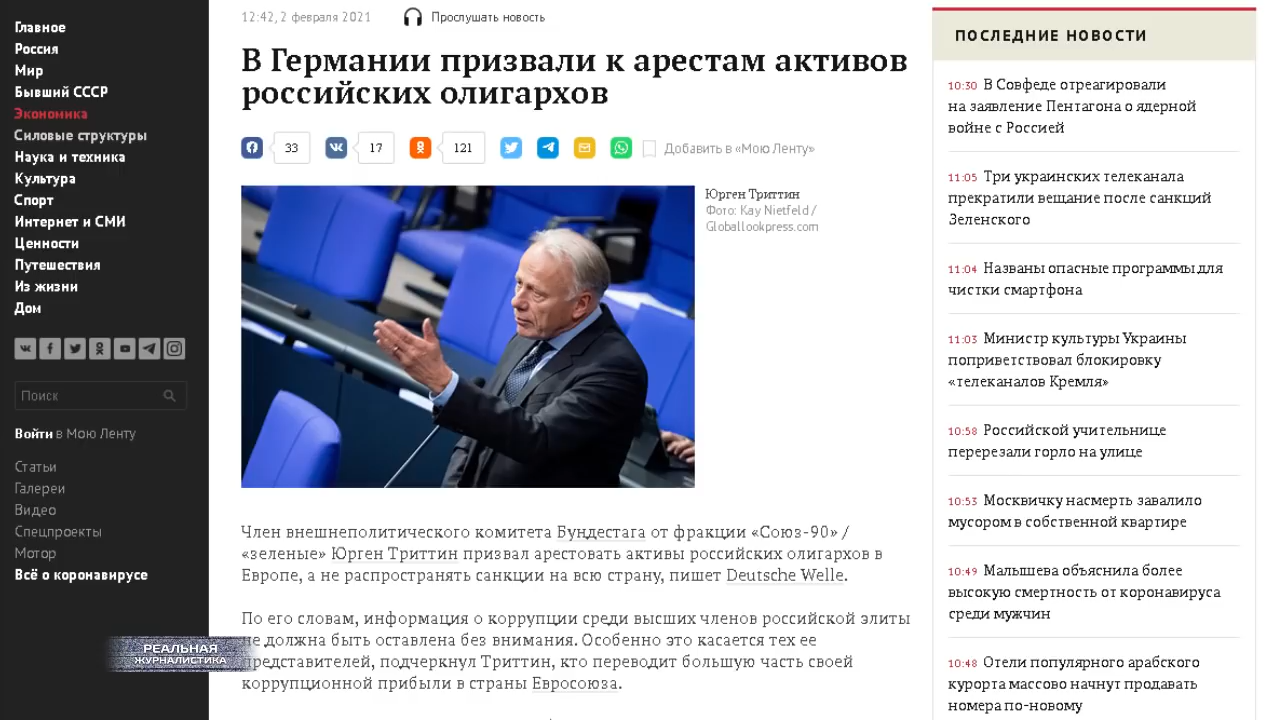 Главное
Россия
Мир
Бывший СССР
Экономика
Силовые структуры
Наука и техника
Культура
Спорт
Интернет и СМИ
Ценности
Путешествия
Из жизни
Дом
Поиск
Войти в Мою Ленту
Статьи
Галереи
Видео
Спецпроекты
Мотор
Всё о коронавирусе
РЕАЛЬНАЯ
ЖУРНАЛИСТИКА
12:42, 2 февраля 2021
Прослушать новость
В Германии призвали к арестам активов
российских олигархов
33
17
121
Добавить в «Мою Ленту»
Юрген Триттин
Фото: Kay Nietfeld /
Globallookpress.com
Член внешнеполитического комитета Бундестага от фракции «Союз-90» /
«зеленые» Юрген Триттин призвал арестовать активы российских олигархов в
Европе, а не распространять санкции на всю страну, пишет Deutsche Welle.
По его словам, информация о коррупции среди высших членов российской элиты
не должна быть оставлена без внимания. Особенно это касается тех ее
представителей, подчеркнул Триттин, кто переводит большую часть своей
коррупционной прибыли в страны Евросоюза.
ПОСЛЕДНИЕ НОВОСТИ
10:30 В Совфеде отреагировали
на заявление Пентагона о ядерной
войне с Россией
11:05 Три украинских телеканала
прекратили вещание после санкций
Зеленского
11:04 Названы опасные программы для
чистки смартфона
11:03 Министр культуры Украины
поприветствовал блокировку
«телеканалов Кремля»
10:58 Российской учительнице
перерезали горло на улице
10:53 Москвичку насмерть завалило
мусором в собственной квартире
10:49 Малышева объяснила более
высокую смертность от коронавируса
среди мужчин
10:48 Отели популярного арабского
курорта массово начнут продавать
номера по-новому